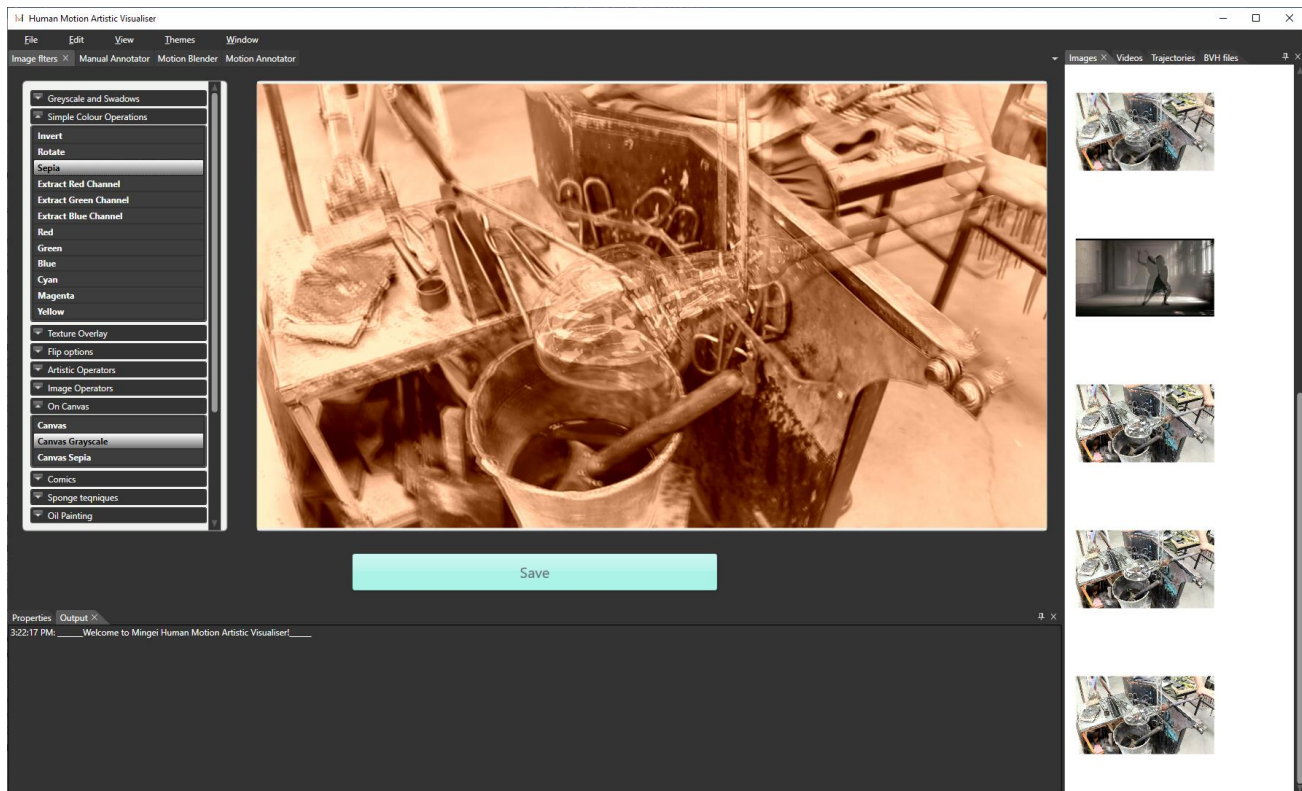 Human Motion Artistic Visualiser
File Edit View Themes Window
Image flters Manual Annotator Motion Blender Motion Annotator
Images Videos Trajectories BVH files
Greyscale and Swadows
Simple Colour Operations
Invert
Rotate
Sepia
Extract Red Channel
Extract Green Channel
Extract Blue Channel
Red
Green
Blue
Cyan
Magenta
Yellow
Texture Overlay
Flip options
Artistic Operators
Image Operators
On Canvas
Canvas
Canvas Grayscale
Canvas Sepia
Comics
Sponge teqniques
Oil Painting
Save
Properties Output
3:22:17 PM: _____Welcome to Mingei Human Motion Artistic Visualiser!_____